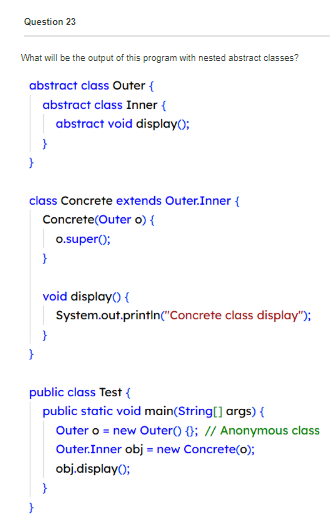 Question 23
What will be the output of this program with nested abstract classes?
abstract class Outer {
abstract class Inner {
abstract void display();
}
}
class Concrete extends Outer.Inner {
Concrete(Outer o) {
o.super();
}
void display() {
System.out.println("Concrete class display");
}
}
public class Test {
public static void main(String[] args) {
Outer o = new Outer() {}; // Anonymous class
Outer.Inner obj = new Concrete(o);
obj.display();
}
}